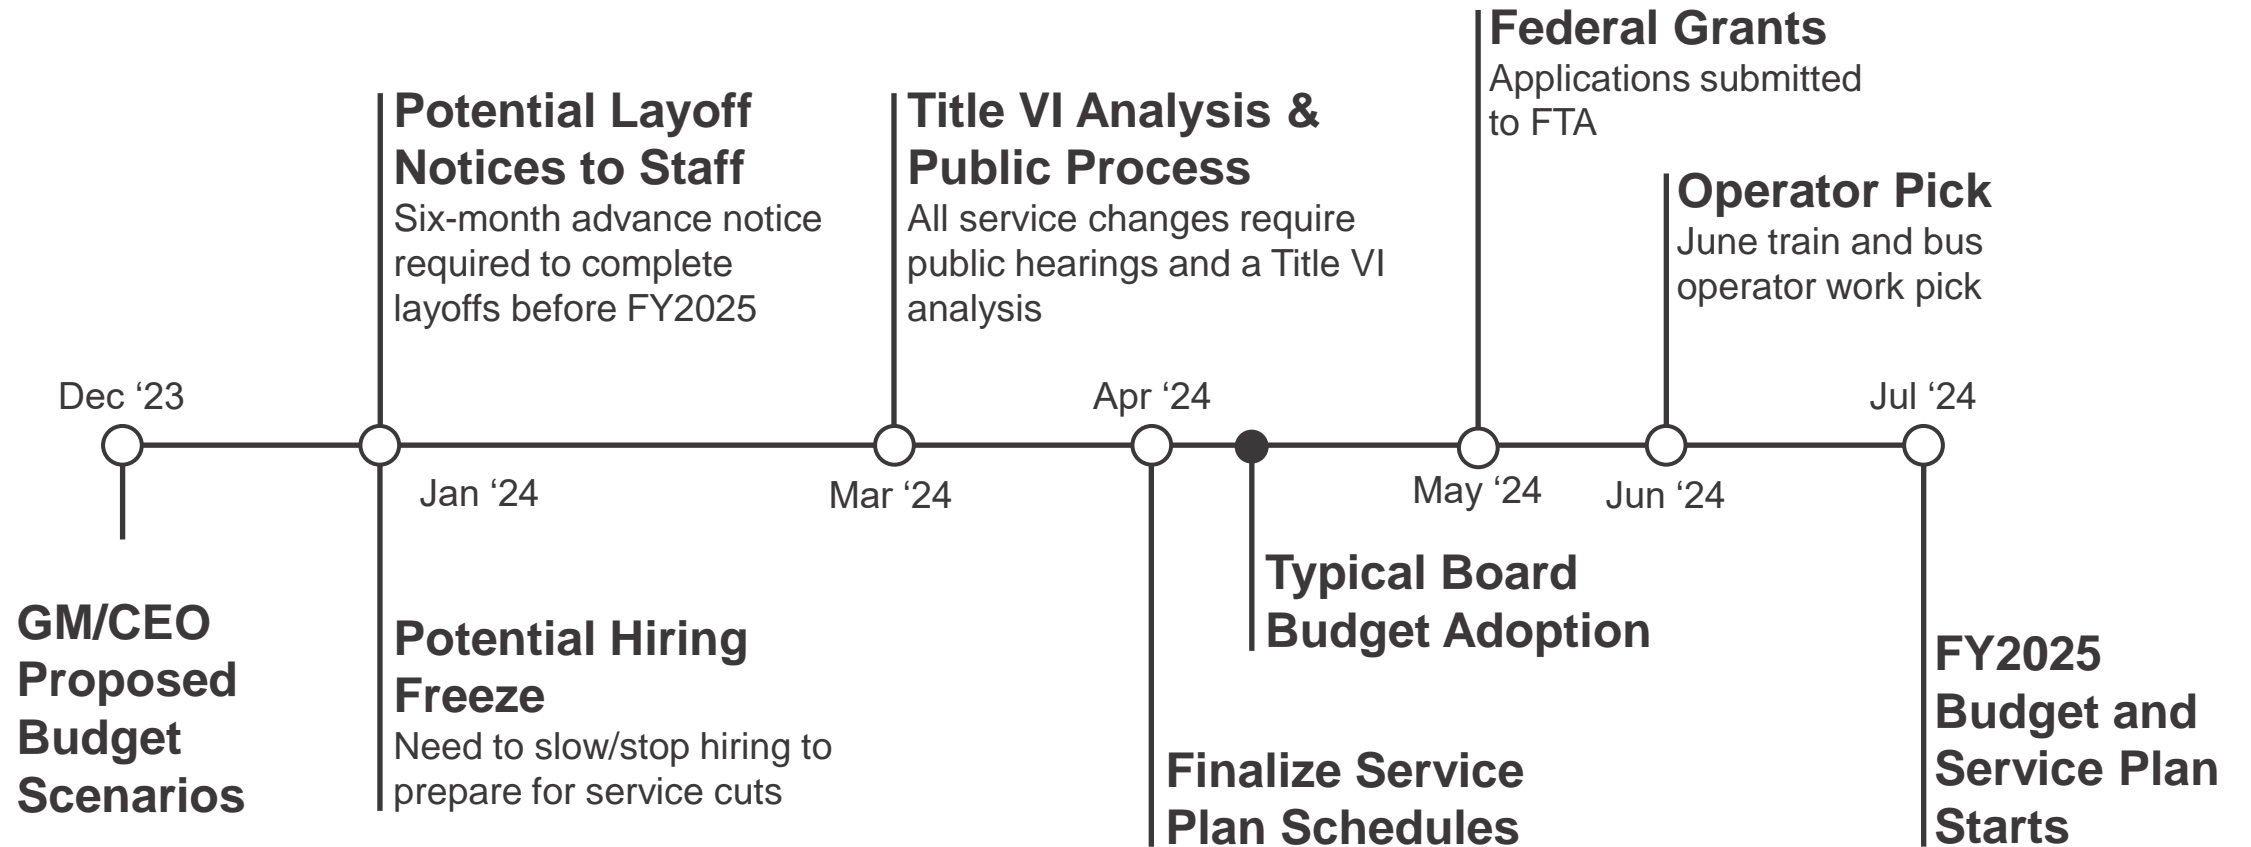 Federal Grants
Applications submitted
to FTA
Potential Layoff
Notices to Staff
Six-month advance notice
required to complete
layoffs before FY2025
Title VI Analysis &
Public Process
All service changes require
public hearings and a Title VI
analysis
Operator Pick
June train and bus
operator work pick
Dec ‘23
Apr ‘24
Jul ‘24
Jan ‘24
Mar ‘24
May ‘24
Jun ‘24
GM/CEO
Proposed
Budget
Scenarios
Potential Hiring
Freeze
Need to slow/stop hiring to
prepare for service cuts
Typical Board
Budget Adoption
Finalize Service
Plan Schedules
FY2025
Budget and
Service Plan
Starts